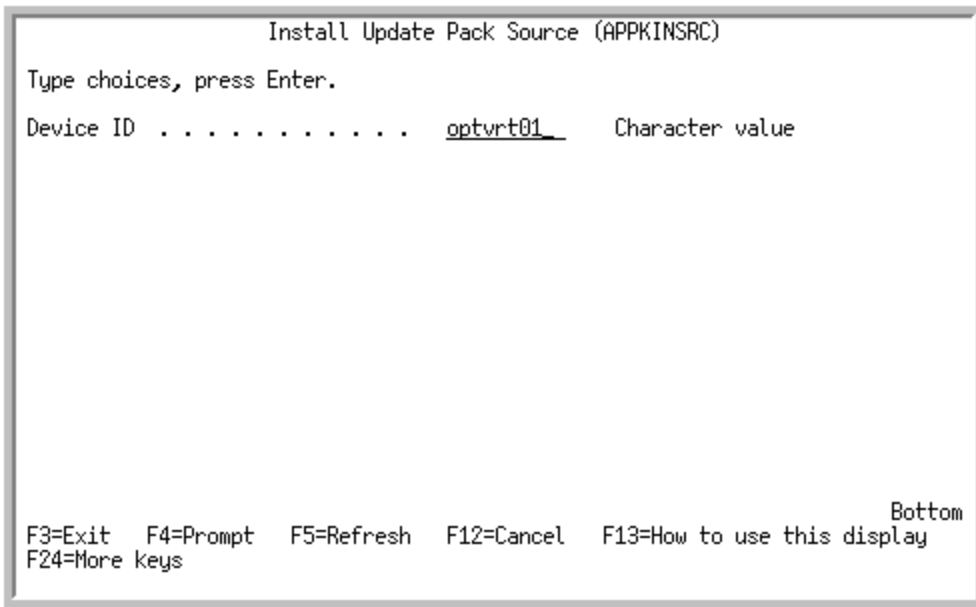 Install Update Pack Source (APPKINSRC)
Type choices, press Enter.
Device ID . . . . . . . . . . . optvrt01_ Character value
Bottom
F3=Exit F4=Prompt F5=Refresh F12=Cancel F13=How to use this display
F24=More keys